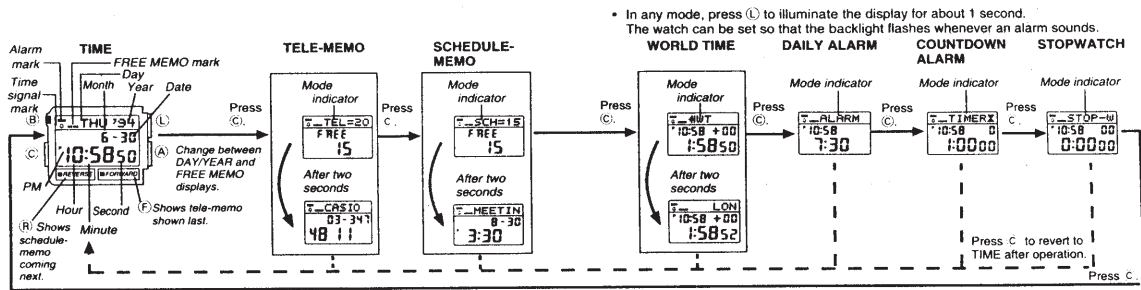 • In any mode, press Ⓛ to illuminate the display for about 1 second.
The watch can be set so that the backlight flashes whenever an alarm sounds.
TIME
Alarm
mark
FREE MEMO mark
Day
Month
Year
Date
Time
signal
mark
Ⓑ
Ⓛ
THU '94
6-30
10:58 50
Ⓒ
Ⓐ Change between
DAY/YEAR and
FREE MEMO
displays.
PM
REVERSE
FORWARD
Hour
Second
Minute
Ⓕ Shows tele-memo
shown last.
Ⓡ Shows
schedule-
memo
coming
next.
Press
Ⓒ.
TELE-MEMO
Mode
indicator
TEL=20
FREE
15
After two
seconds
CASIO
03-347
48 11
Press
C.
SCHEDULE-
MEMO
Mode
indicator
SCH=15
FREE
15
After two
seconds
MEETIN
8-30
3:30
Press
Ⓒ.
WORLD TIME
Mode
indicator
WT
10:58 +00
1:58 50
After two
seconds
LON
10:58 +00
1:58 52
Press
Ⓒ.
DAILY ALARM
Mode indicator
ALARM
10:58
7:30
Press
Ⓒ.
COUNTDOWN
ALARM
Mode indicator
TIMER
10:58 0
1:00 00
Press
C.
STOPWATCH
Mode indicator
STOP-W
10:58 00
0:00 00
Press C to revert to
TIME after operation.
Press C.